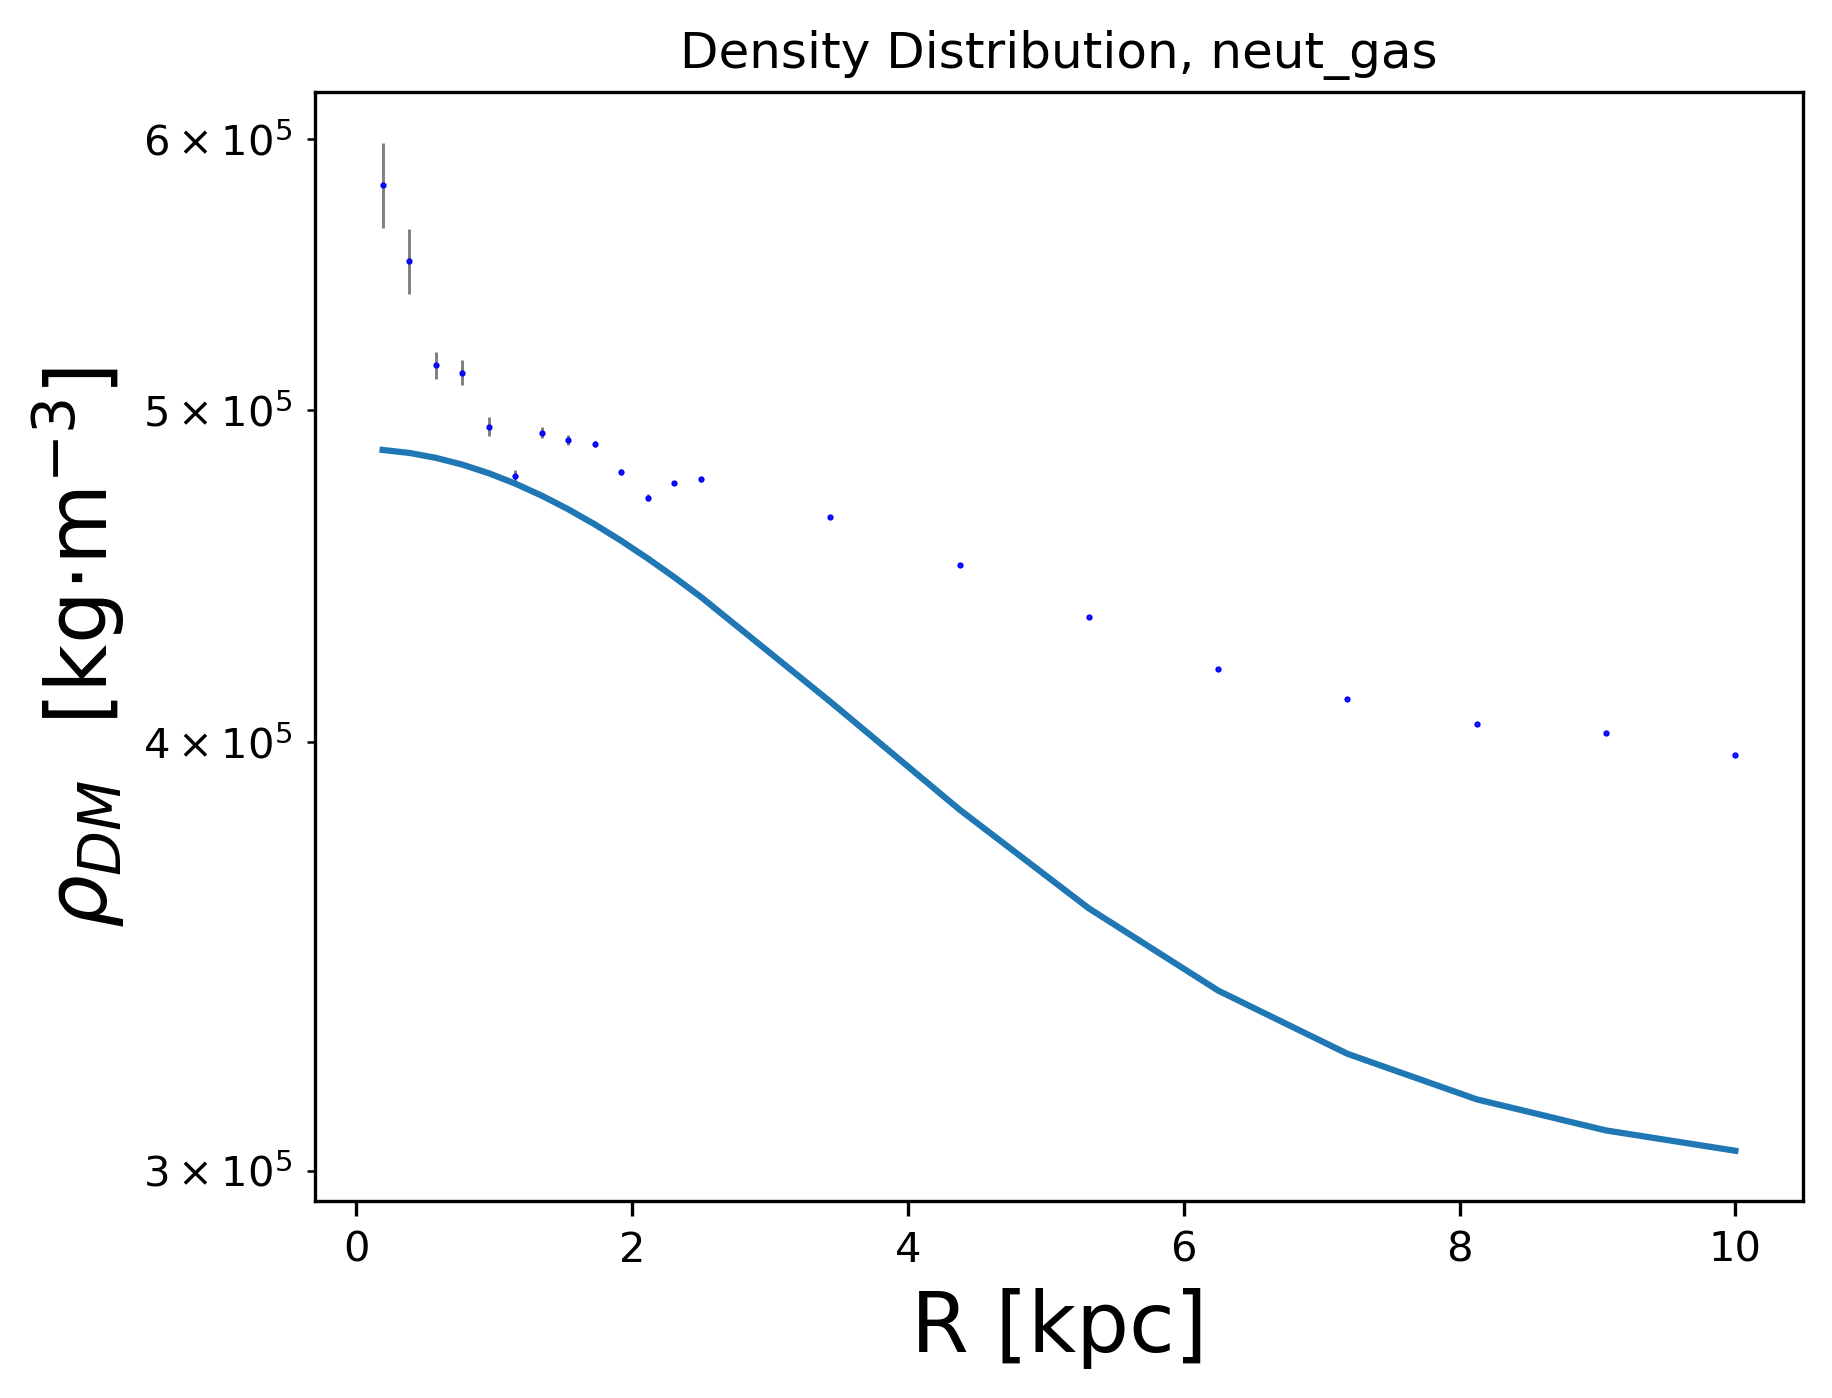 Density Distribution, neut_gas
6×10⁵
5×10⁵
4×10⁵
3×10⁵
ρ_DM [kg·m⁻³]
0 2 4 6 8 10
R [kpc]